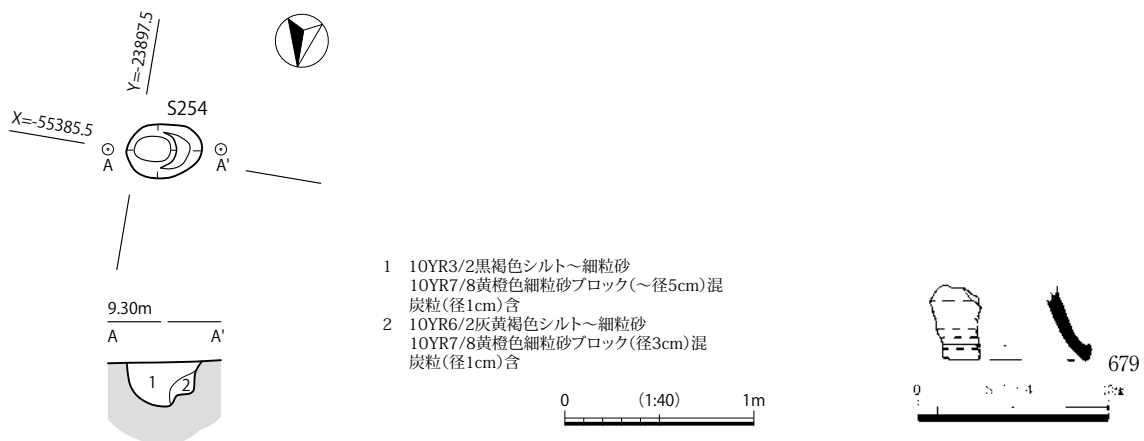 Y=-23897.5
S254
X=-55385.5
A
A'
9.30m
A
A'
1
2
1 10YR3/2黒褐色シルト～細粒砂
10YR7/8黄橙色細粒砂ブロック(～径5cm)混
炭粒(径1cm)含
2 10YR6/2灰黄褐色シルト～細粒砂
10YR7/8黄橙色細粒砂ブロック(径3cm)混
炭粒(径1cm)含
0 (1:40) 1m
679
0